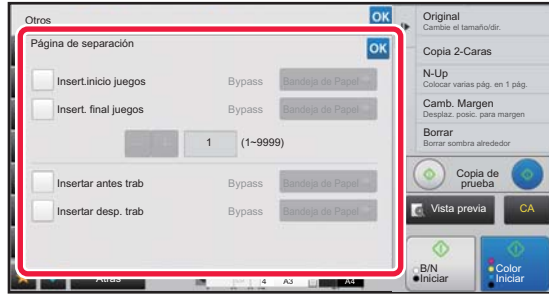 Otros
OK
Página de separación
OK
Insert.inicio juegos
Bypass
Bandeja de Papel
Insert. final juegos
Bypass
Bandeja de Papel
1
(1~9999)
Insertar antes trab
Bypass
Bandeja de Papel
Insertar desp. trab
Bypass
Bandeja de Papel
Atrás
4
A3
A4
Original
Cambie el tamaño/dir.
Copia 2-Caras
N-Up
Colocar varias pág. en 1 pág.
Camb. Margen
Desplaz. posic. para margen
Borrar
Borrar sombra alrededor
Copia de
prueba
Vista previa
CA
B/N
Iniciar
Color
Iniciar